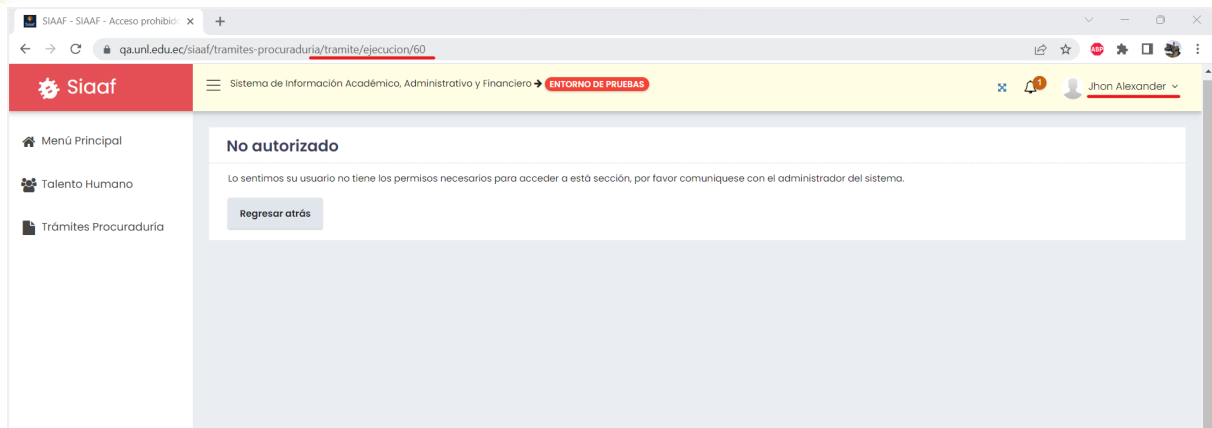 SIAAF - SIAAF - Acceso prohibido
qa.unl.edu.ec/siaaf/tramites-procuraduria/tramite/ejecucion/60
ABP
Siaaf
Sistema de Información Académico, Administrativo y Financiero → ENTORNO DE PRUEBAS
1
Jhon Alexander
Menú Principal
Talento Humano
Trámites Procuraduría
No autorizado
Lo sentimos su usuario no tiene los permisos necesarios para acceder a está sección, por favor comuniquese con el administrador del sistema.
Regresar atrás